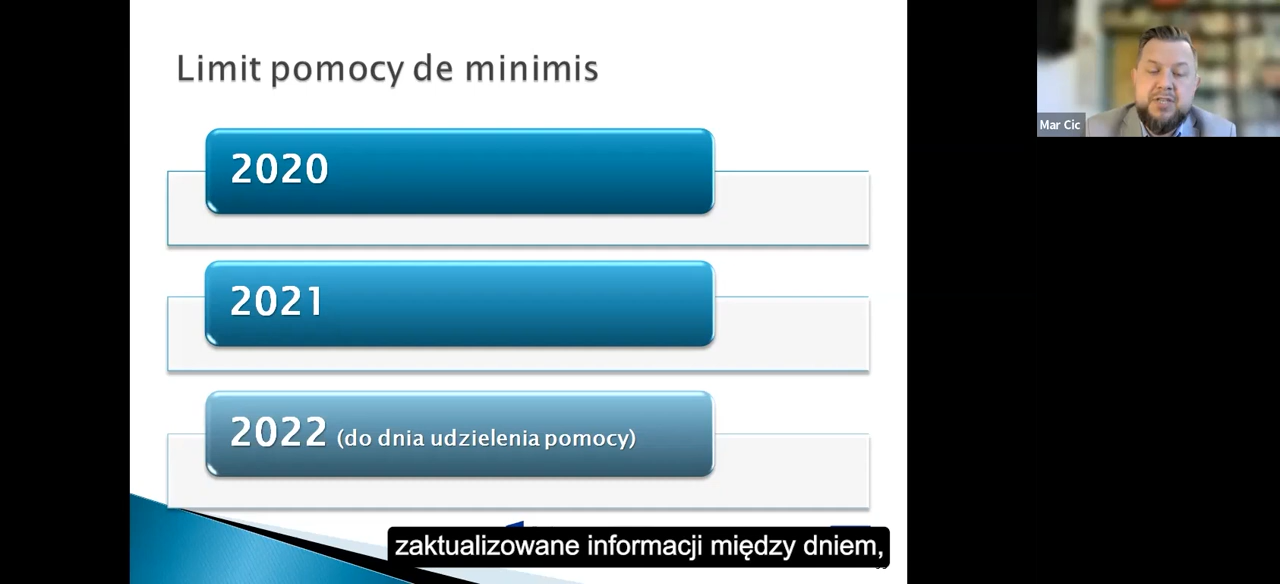 Limit pomocy de minimis
2020
2021
2022 (do dnia udzielenia pomocy)
zaktualizowane informacji między dniem,
Mar Cic